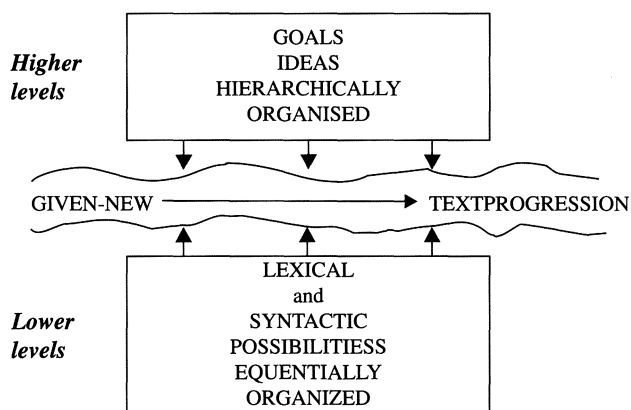 GOALS
IDEAS
HIERARCHICALLY
ORGANISED
Higher
levels
GIVEN-NEW
TEXTPROGRESSION
LEXICAL
and
SYNTACTIC
POSSIBILITIESS
EQUENTIALLY
ORGANIZED
Lower
levels